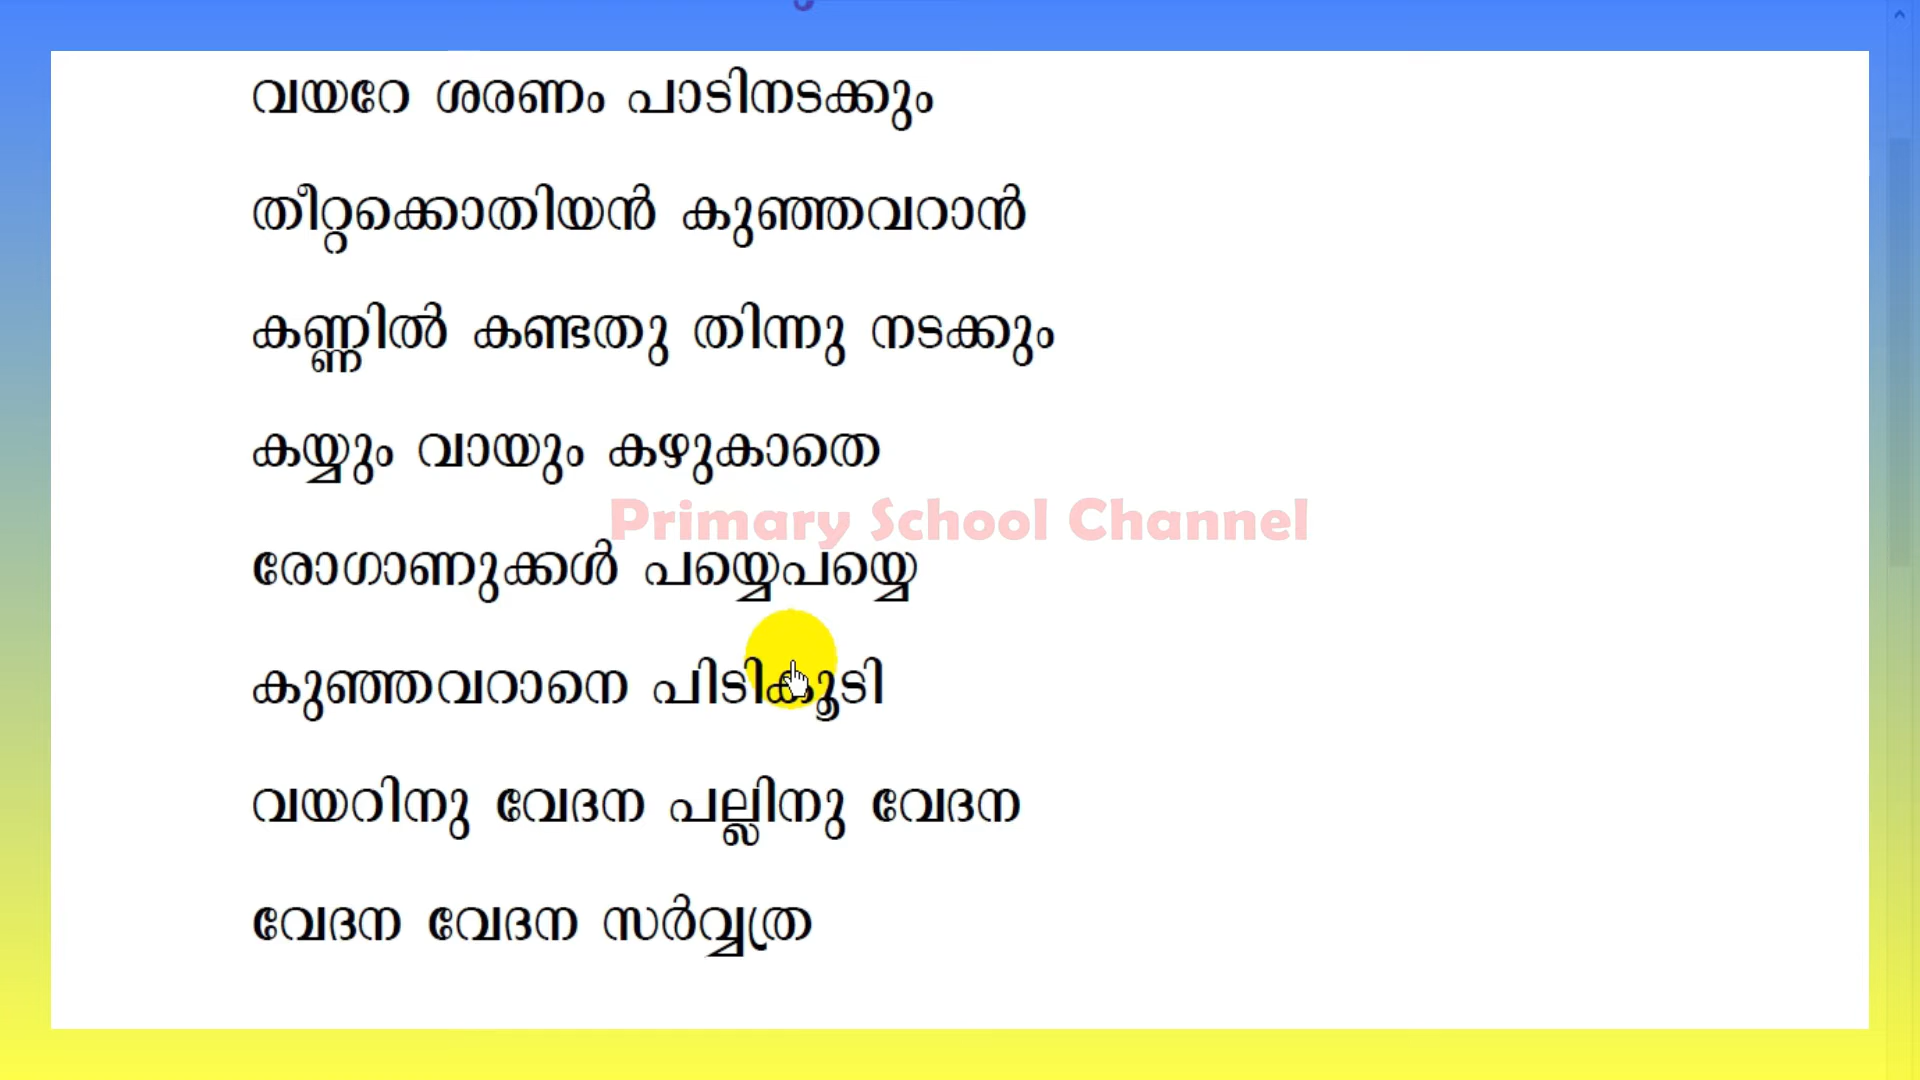 വയറേ ശരണം പാടിനടക്കും
തീറ്റക്കൊതിയൻ കുഞ്ഞവറാൻ
കണ്ണിൽ കണ്ടതു തിന്നു നടക്കും
കയ്യും വായും കഴുകാതെ
Primary School Channel
രോഗാണുക്കൾ പയ്യെപയ്യെ
കുഞ്ഞവറാനെ പിടികൂടി
വയറിനു വേദന പല്ലിനു വേദന
വേദന വേദന സർവ്വത്ര